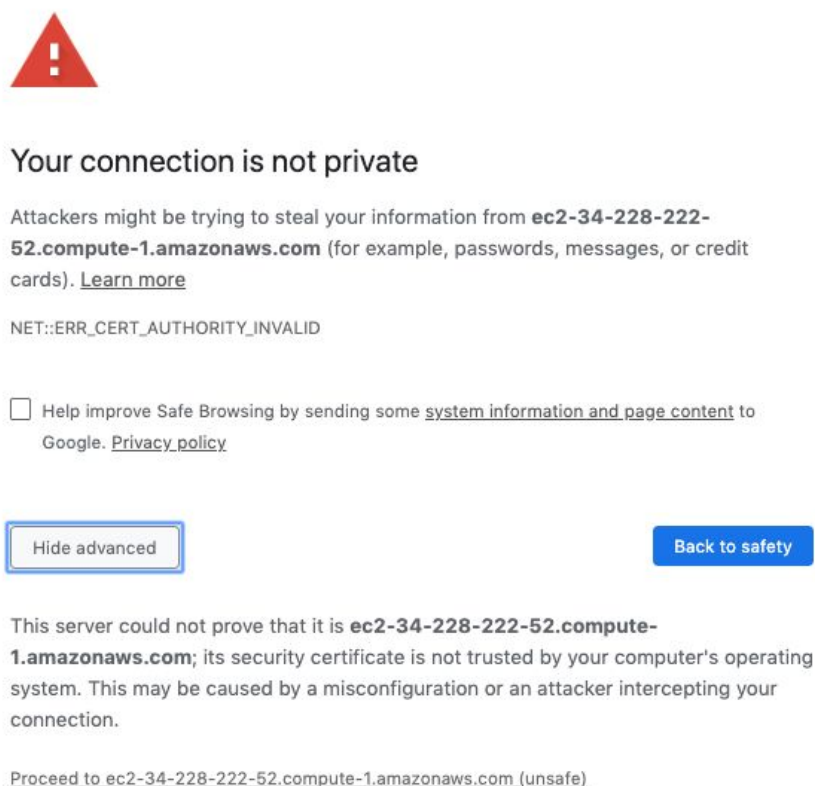 Your connection is not private
Attackers might be trying to steal your information from ec2-34-228-222-
52.compute-1.amazonaws.com (for example, passwords, messages, or credit
cards). Learn more
NET::ERR_CERT_AUTHORITY_INVALID
Help improve Safe Browsing by sending some system information and page content to
Google. Privacy policy
Hide advanced
Back to safety
This server could not prove that it is ec2-34-228-222-52.compute-
1.amazonaws.com; its security certificate is not trusted by your computer's operating
system. This may be caused by a misconfiguration or an attacker intercepting your
connection.
Proceed to ec2-34-228-222-52.compute-1.amazonaws.com (unsafe)